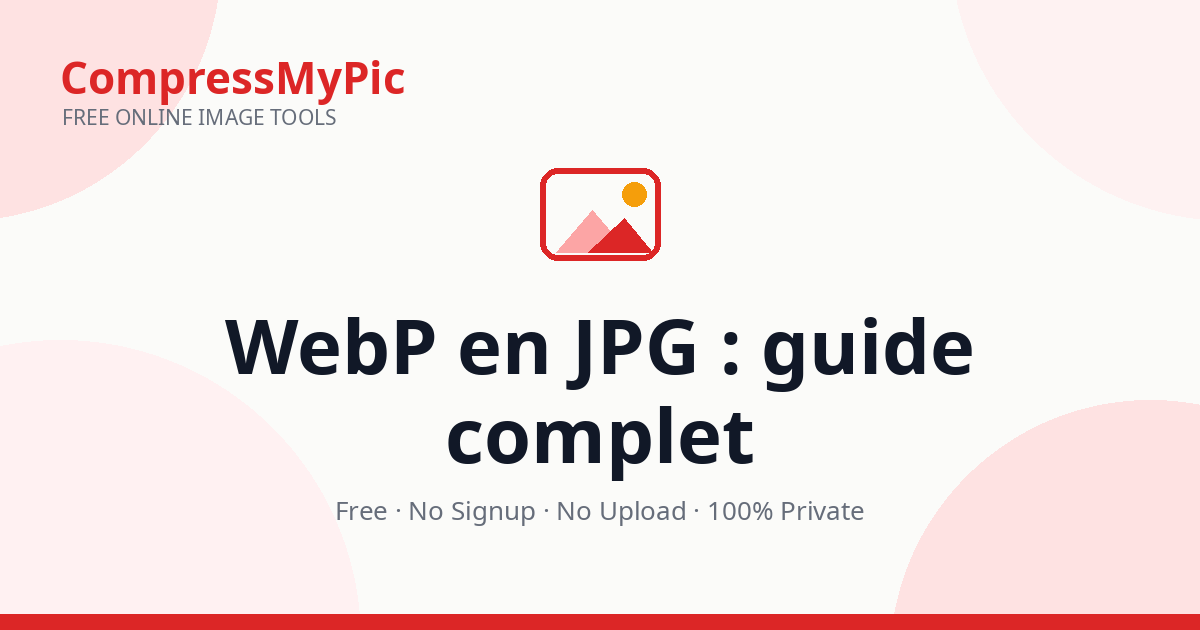 CompressMyPic
FREE ONLINE IMAGE TOOLS
WebP en JPG : guide
complet
Free · No Signup · No Upload · 100% Private